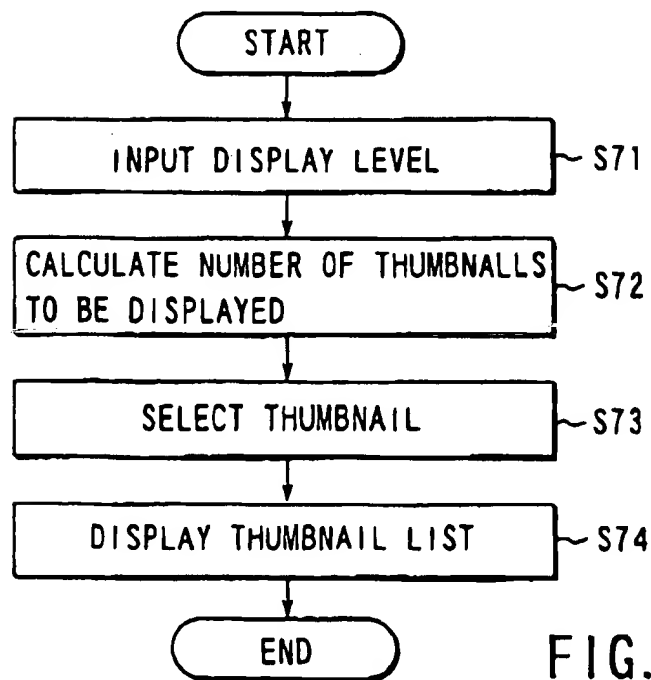 START
INPUT DISPLAY LEVEL
S71
CALCULATE NUMBER OF THUMBNALLS
TO BE DISPLAYED
S72
SELECT THUMBNAIL
S73
DISPLAY THUMBNAIL LIST
S74
END
FIG.